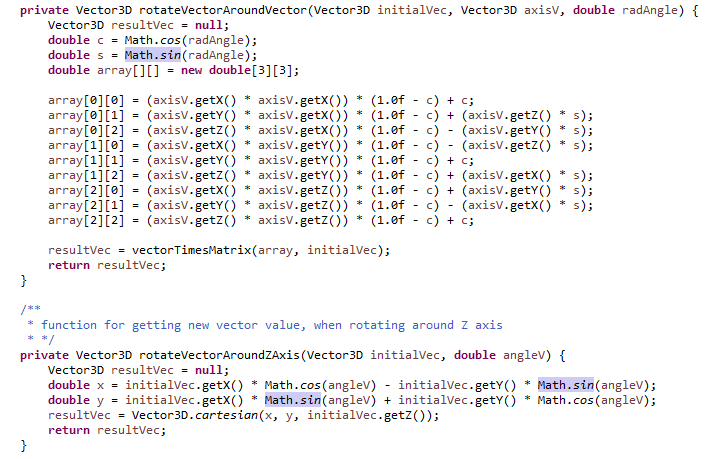 private Vector3D rotateVectorAroundVector(Vector3D initialVec, Vector3D axisV, double radAngle) {
    Vector3D resultVec = null;
    double c = Math.cos(radAngle);
    double s = Math.sin(radAngle);
    double array[][] = new double[3][3];

    array[0][0] = (axisV.getX() * axisV.getX()) * (1.0f - c) + c;
    array[0][1] = (axisV.getY() * axisV.getX()) * (1.0f - c) + (axisV.getZ() * s);
    array[0][2] = (axisV.getZ() * axisV.getX()) * (1.0f - c) - (axisV.getY() * s);
    array[1][0] = (axisV.getX() * axisV.getY()) * (1.0f - c) - (axisV.getZ() * s);
    array[1][1] = (axisV.getY() * axisV.getY()) * (1.0f - c) + c;
    array[1][2] = (axisV.getZ() * axisV.getY()) * (1.0f - c) + (axisV.getX() * s);
    array[2][0] = (axisV.getX() * axisV.getZ()) * (1.0f - c) + (axisV.getY() * s);
    array[2][1] = (axisV.getY() * axisV.getZ()) * (1.0f - c) - (axisV.getX() * s);
    array[2][2] = (axisV.getZ() * axisV.getZ()) * (1.0f - c) + c;

    resultVec = vectorTimesMatrix(array, initialVec);
    return resultVec;
}

/**
 * function for getting new vector value, when rotating around Z axis
 * */
private Vector3D rotateVectorAroundZAxis(Vector3D initialVec, double angleV) {
    Vector3D resultVec = null;
    double x = initialVec.getX() * Math.cos(angleV) - initialVec.getY() * Math.sin(angleV);
    double y = initialVec.getX() * Math.sin(angleV) + initialVec.getY() * Math.cos(angleV);
    resultVec = Vector3D.cartesian(x, y, initialVec.getZ());
    return resultVec;
}